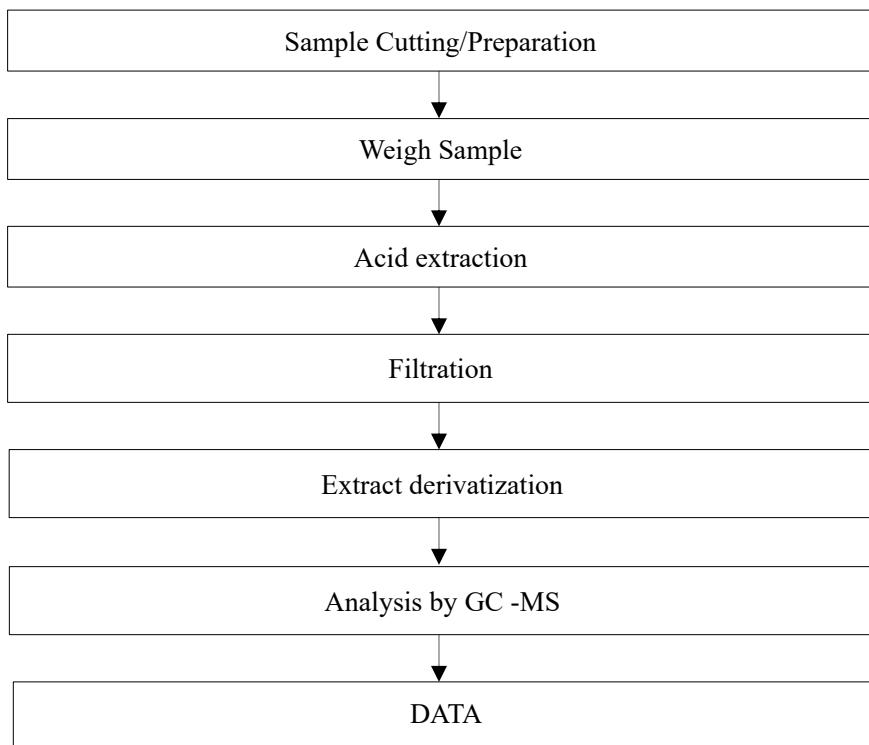 Sample Cutting/Preparation
Weigh Sample
Acid extraction
Filtration
Extract derivatization
Analysis by GC -MS
DATA